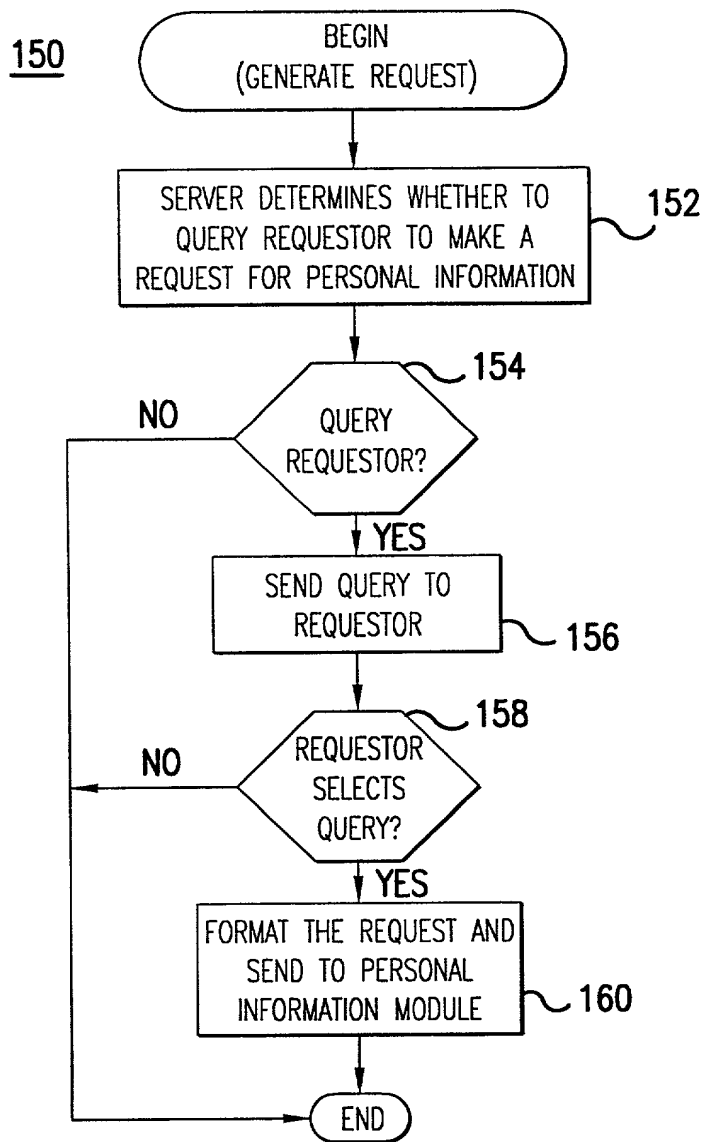 150
BEGIN
(GENERATE REQUEST)
SERVER DETERMINES WHETHER TO
QUERY REQUESTOR TO MAKE A
REQUEST FOR PERSONAL INFORMATION
152
154
QUERY
REQUESTOR?
NO
YES
SEND QUERY TO
REQUESTOR
156
158
REQUESTOR
SELECTS
QUERY?
NO
YES
FORMAT THE REQUEST AND
SEND TO PERSONAL
INFORMATION MODULE
160
END